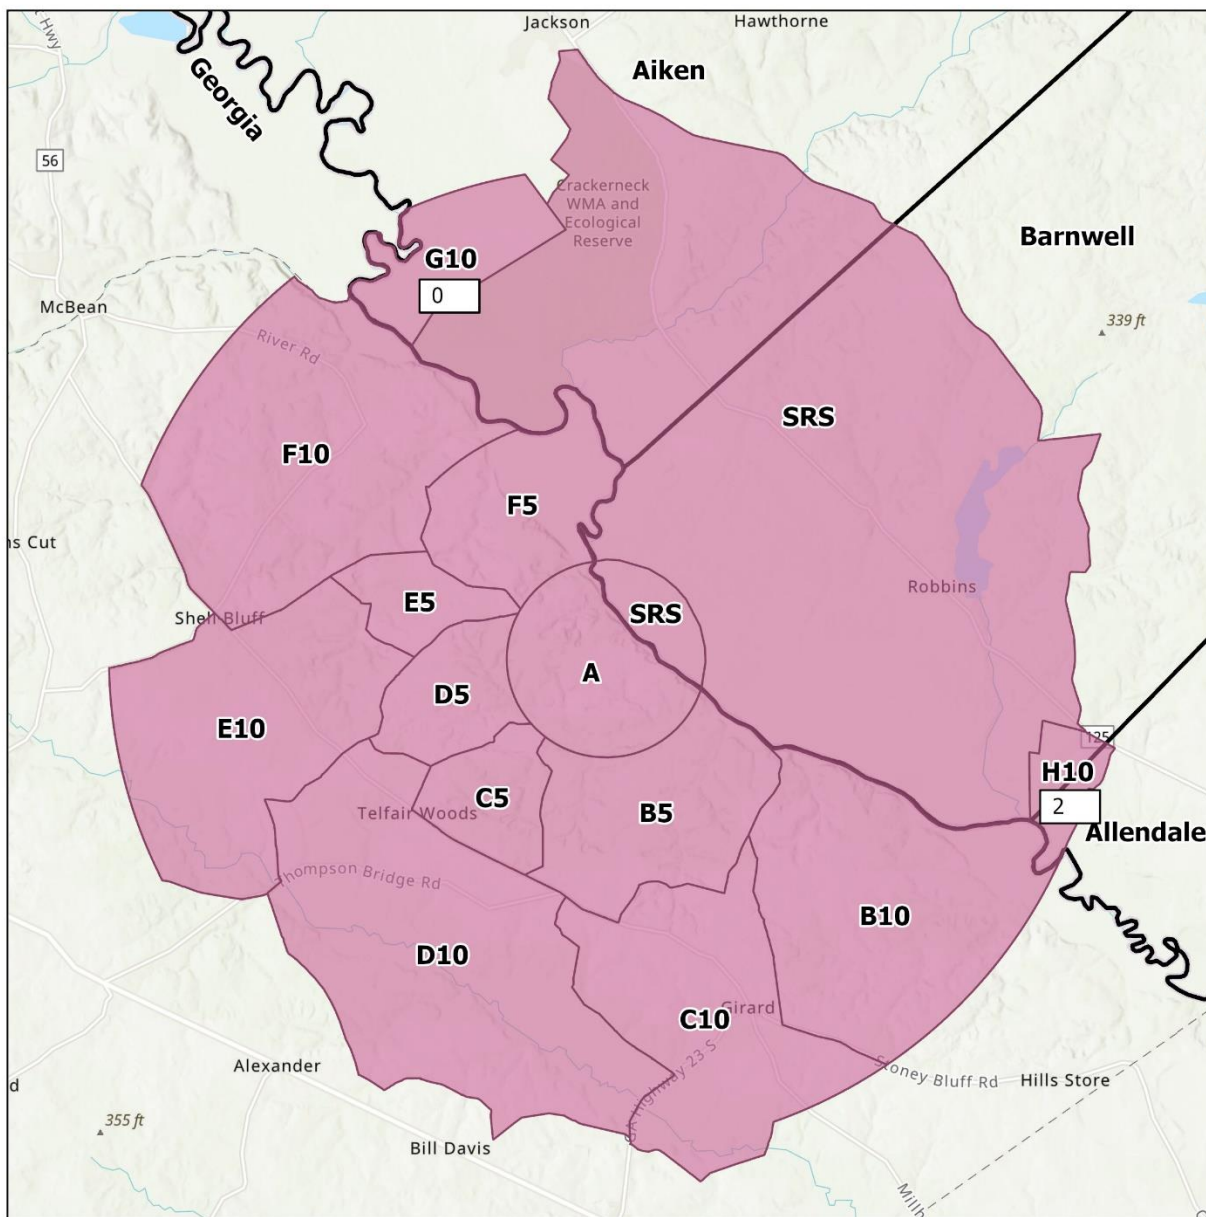 Jackson
Hawthorne
t Hwy
Aiken
Georgia
56
Crackerneck
WMA and
Ecological
Reserve
Barnwell
G10
0
McBean
339 ft
River Rd
SRS
F10
F5
ns Cut
Robbins
E5
Shell Bluff
SRS
A
D5
E10
125
H10
2
C5
Telfair Woods
B5
Allendale
Thompson Bridge Rd
B10
D10
Girard
C10
GA Highway 23 S
Stoney Bluff Rd
Alexander
Hills Store
d
355 ft
Bill Davis
Millb